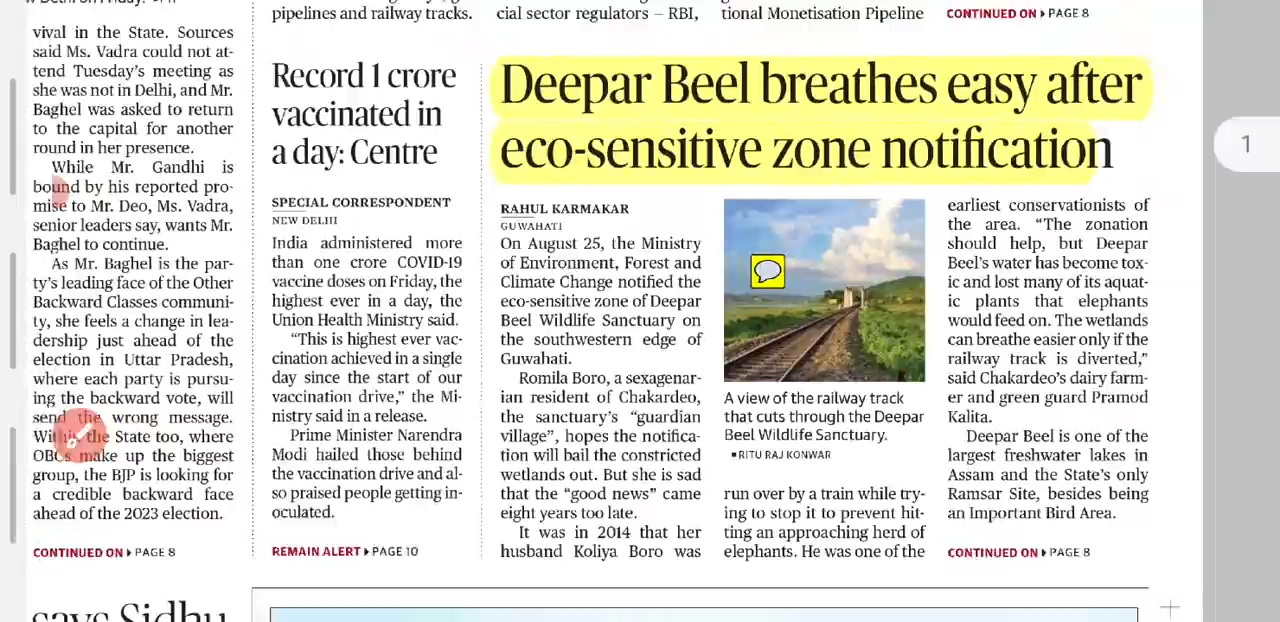 vival in the State. Sources
said Ms. Vadra could not at-
tend Tuesday's meeting as
she was not in Delhi, and Mr.
Baghel was asked to return
to the capital for another
round in her presence.
While Mr. Gandhi is
bound by his reported pro-
mise to Mr. Deo, Ms. Vadra,
senior leaders say, wants Mr.
Baghel to continue.
As Mr. Baghel is the par-
ty's leading face of the Other
Backward Classes communi-
ty, she feels a change in lea-
dership just ahead of the
election in Uttar Pradesh,
where each party is pursu-
ing the backward vote, will
send the wrong message.
Within the State too, where
OBCs make up the biggest
group, the BJP is looking for
a credible backward face
ahead of the 2023 election.
CONTINUED ON PAGE 8
says Sidhu
pipelines and railway tracks.
cial sector regulators – RBI,
tional Monetisation Pipeline
CONTINUED ON PAGE 8
Record 1 crore
vaccinated in
a day: Centre
SPECIAL CORRESPONDENT
NEW DELHI
India administered more
than one crore COVID-19
vaccine doses on Friday, the
highest ever in a day, the
Union Health Ministry said.
"This is highest ever vac-
cination achieved in a single
day since the start of our
vaccination drive," the Mi-
nistry said in a release.
Prime Minister Narendra
Modi hailed those behind
the vaccination drive and al-
so praised people getting in-
oculated.
REMAIN ALERT PAGE 10
Deepar Beel breathes easy after
eco-sensitive zone notification
RAHUL KARMAKAR
GUWAHATI
On August 25, the Ministry
of Environment, Forest and
Climate Change notified the
eco-sensitive zone of Deepar
Beel Wildlife Sanctuary on
the southwestern edge of
Guwahati.
Romila Boro, a sexagenar-
ian resident of Chakardeo,
the sanctuary's "guardian
village", hopes the notifica-
tion will bail the constricted
wetlands out. But she is sad
that the "good news" came
eight years too late.
It was in 2014 that her
husband Koliya Boro was
A view of the railway track
that cuts through the Deepar
Beel Wildlife Sanctuary.
▪RITU RAJ KONWAR
run over by a train while try-
ing to stop it to prevent hit-
ting an approaching herd of
elephants. He was one of the
earliest conservationists of
the area. "The zonation
should help, but Deepar
Beel's water has become tox-
ic and lost many of its aquat-
ic plants that elephants
would feed on. The wetlands
can breathe easier only if the
railway track is diverted,"
said Chakardeo's dairy farm-
er and green guard Pramod
Kalita.
Deepar Beel is one of the
largest freshwater lakes in
Assam and the State's only
Ramsar Site, besides being
an Important Bird Area.
CONTINUED ON PAGE 8
1